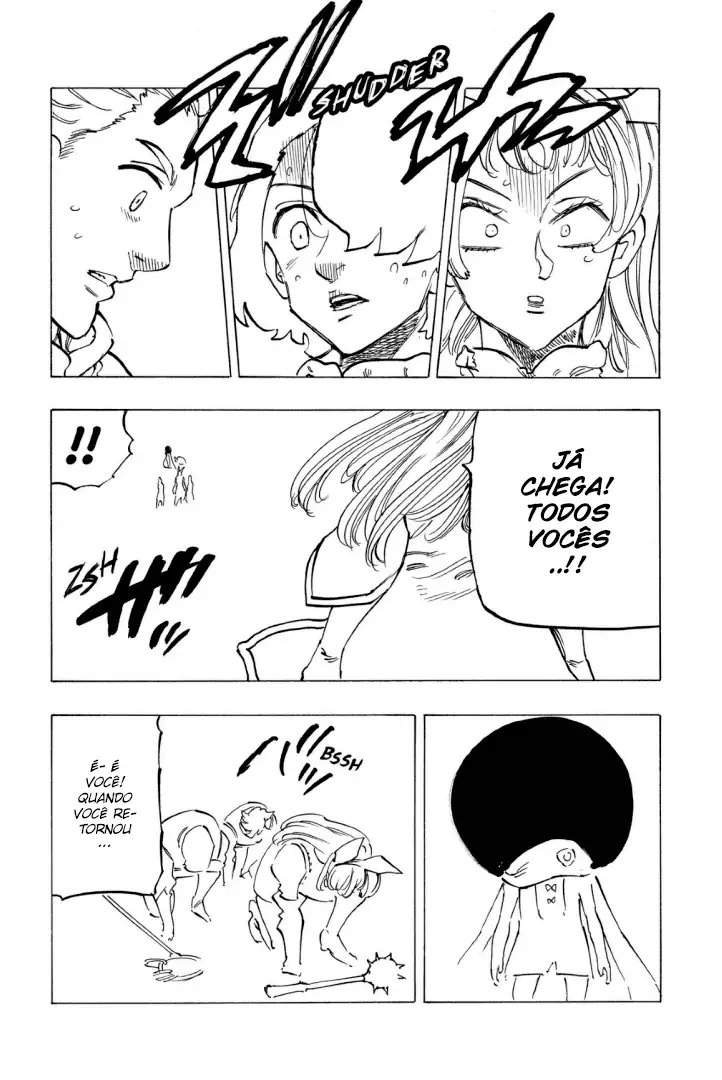 SHUDDER
JÁ
CHEGA!
TODOS
VOCÊS
..!!
!!
ZSH
BSSH
É- É
VOCÊ!
QUANDO
VOCÊ RE-
TORNOU
...